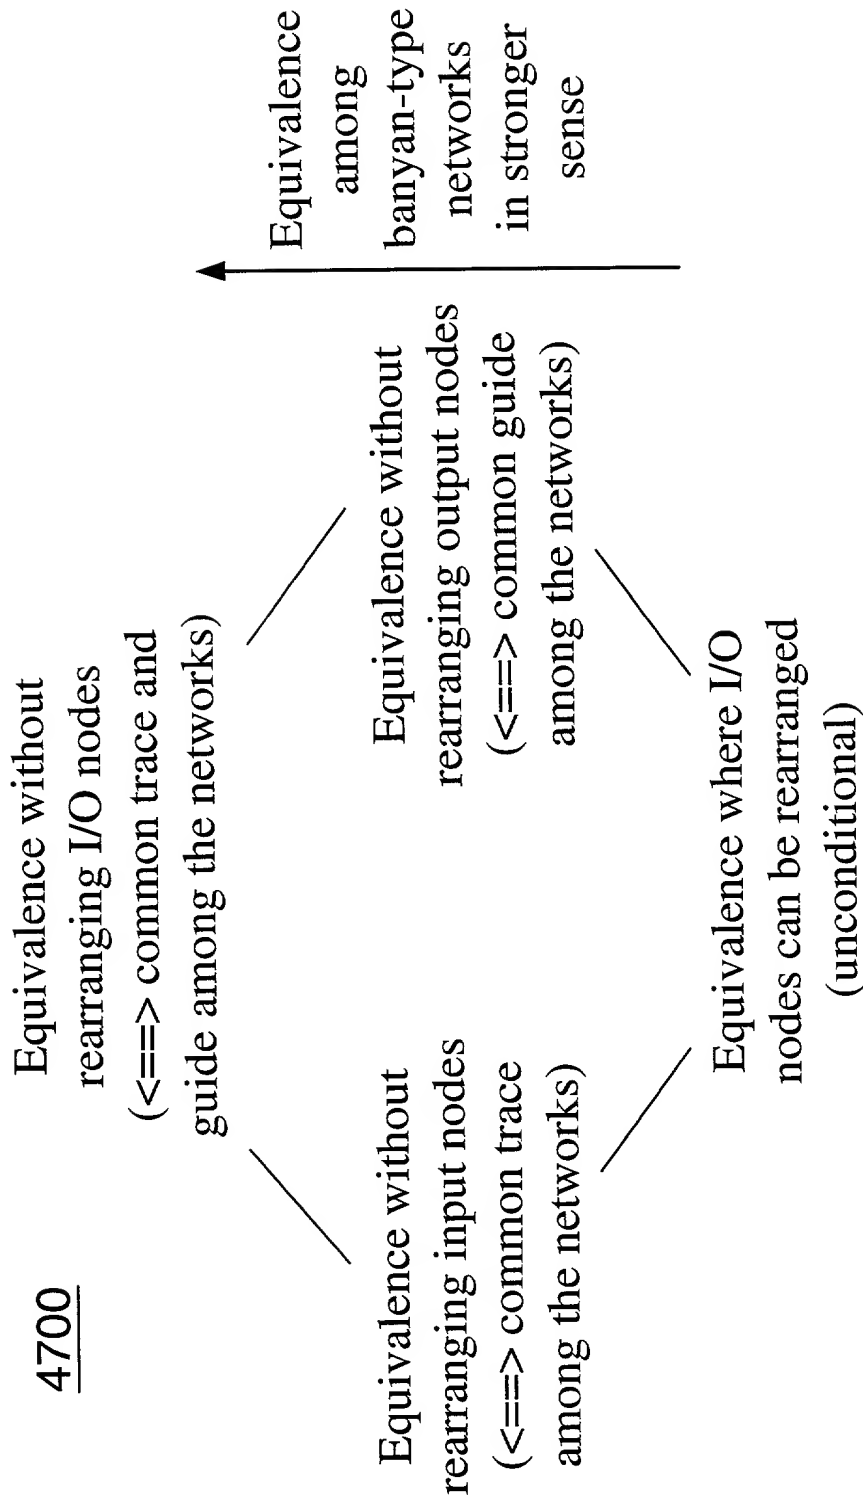 4700
Equivalence without
rearranging I/O nodes
(<==> common trace and
guide among the networks)
Equivalence without
rearranging input nodes
(<==> common trace
among the networks)
Equivalence without
rearranging output nodes
(<==> common guide
among the networks)
Equivalence where I/O
nodes can be rearranged
(unconditional)
Equivalence
among
banyan-type
networks
in stronger
sense